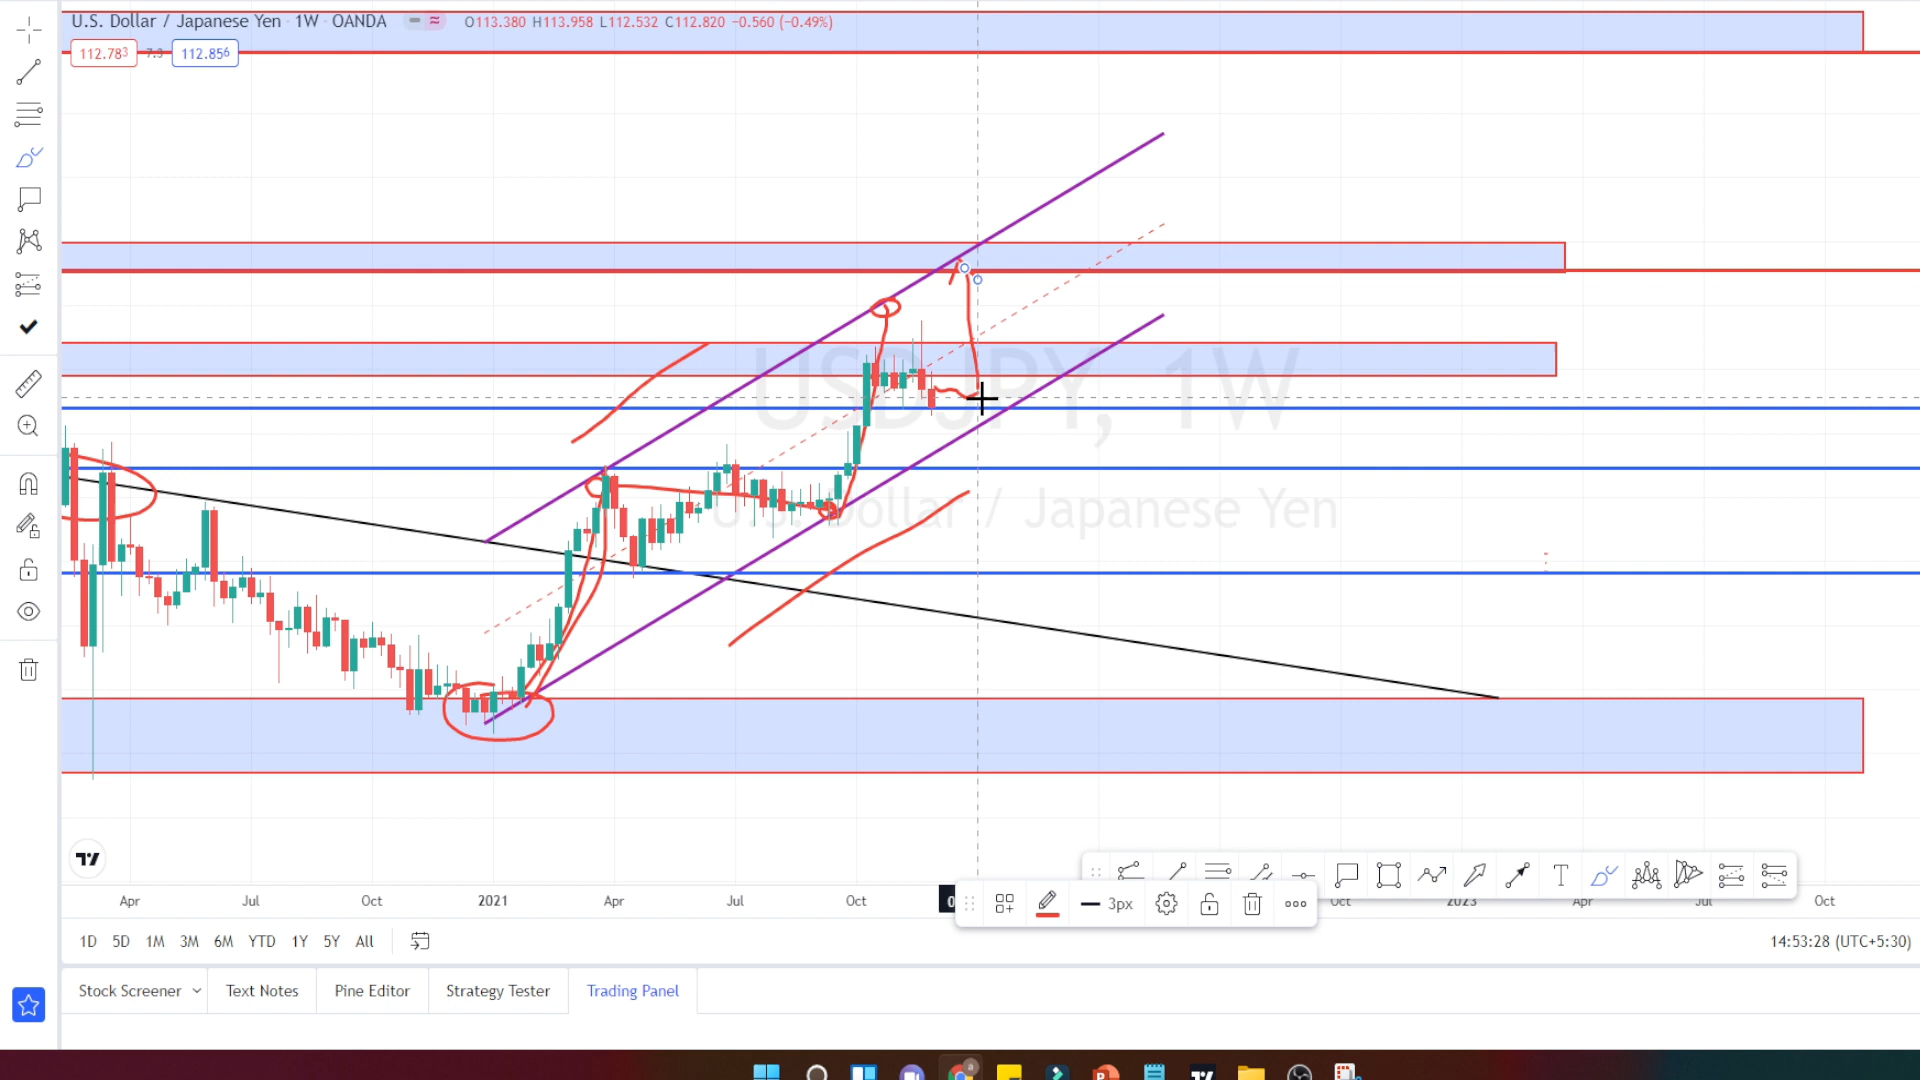 U.S. Dollar / Japanese Yen · 1W · OANDA O113.380 H113.958 L112.532 C112.820 −0.560 (−0.49%)
112.783 7.3 112.856
USDJPY, 1W
U.S. Dollar / Japanese Yen
Apr Jul Oct 2021 Apr Jul Oct 0 Oct 2023 Apr Jul Oct
3px
1D 5D 1M 3M 6M YTD 1Y 5Y All 14:53:28 (UTC+5:30)
Stock Screener Text Notes Pine Editor Strategy Tester Trading Panel